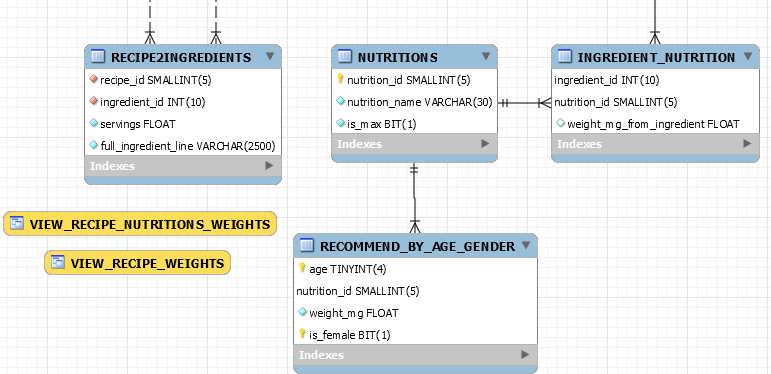 RECIPE2INGREDIENTS
recipe_id SMALLINT(5)
ingredient_id INT(10)
servings FLOAT
full_ingredient_line VARCHAR(2500)
Indexes
NUTRITIONS
nutrition_id SMALLINT(5)
nutrition_name VARCHAR(30)
is_max BIT(1)
Indexes
INGREDIENT_NUTRITION
ingredient_id INT(10)
nutrition_id SMALLINT(5)
weight_mg_from_ingredient FLOAT
Indexes
VIEW_RECIPE_NUTRITIONS_WEIGHTS
VIEW_RECIPE_WEIGHTS
RECOMMEND_BY_AGE_GENDER
age TINYINT(4)
nutrition_id SMALLINT(5)
weight_mg FLOAT
is_female BIT(1)
Indexes